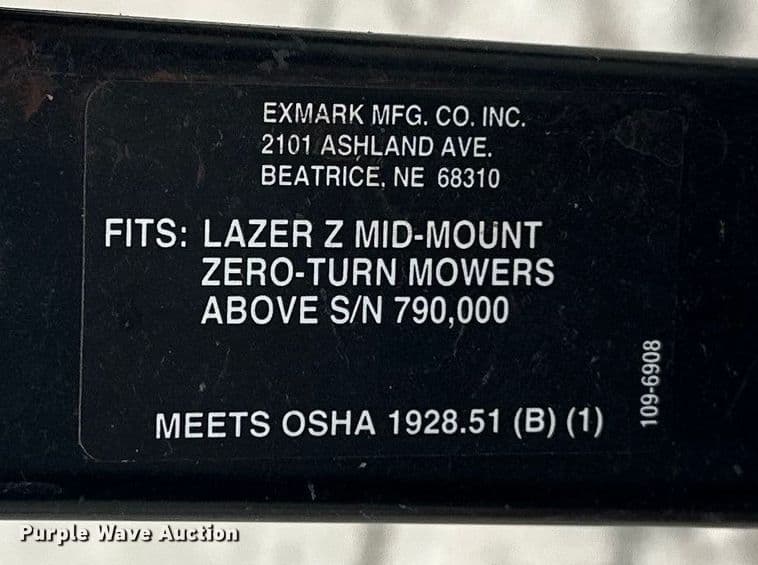 EXMARK MFG. CO. INC.
2101 ASHLAND AVE.
BEATRICE, NE 68310
FITS: LAZER Z MID-MOUNT
ZERO-TURN MOWERS
ABOVE S/N 790,000
109-6908
MEETS OSHA 1928.51 (B) (1)
Purple Wave Auction